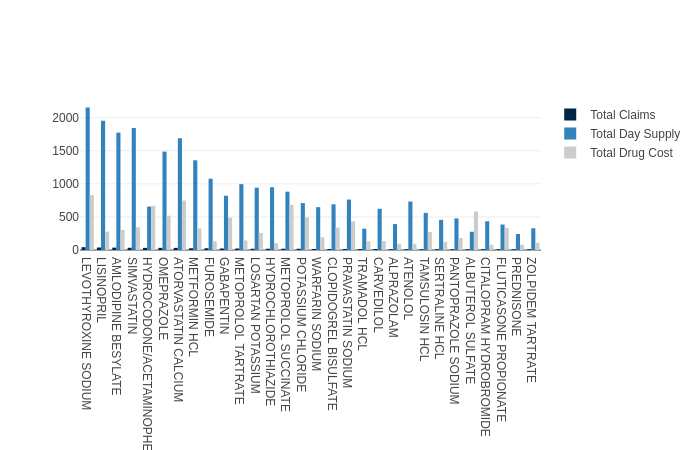 Total Claims
Total Day Supply
Total Drug Cost
2000
1500
1000
500
0
LEVOTHYROXINE SODIUM
LISINOPRIL
AMLODIPINE BESYLATE
SIMVASTATIN
HYDROCODONE/ACETAMINOPHE
OMEPRAZOLE
ATORVASTATIN CALCIUM
METFORMIN HCL
FUROSEMIDE
GABAPENTIN
METOPROLOL TARTRATE
LOSARTAN POTASSIUM
HYDROCHLOROTHIAZIDE
METOPROLOL SUCCINATE
POTASSIUM CHLORIDE
WARFARIN SODIUM
CLOPIDOGREL BISULFATE
PRAVASTATIN SODIUM
TRAMADOL HCL
CARVEDILOL
ALPRAZOLAM
ATENOLOL
TAMSULOSIN HCL
SERTRALINE HCL
PANTOPRAZOLE SODIUM
ALBUTEROL SULFATE
CITALOPRAM HYDROBROMIDE
FLUTICASONE PROPIONATE
PREDNISONE
ZOLPIDEM TARTRATE